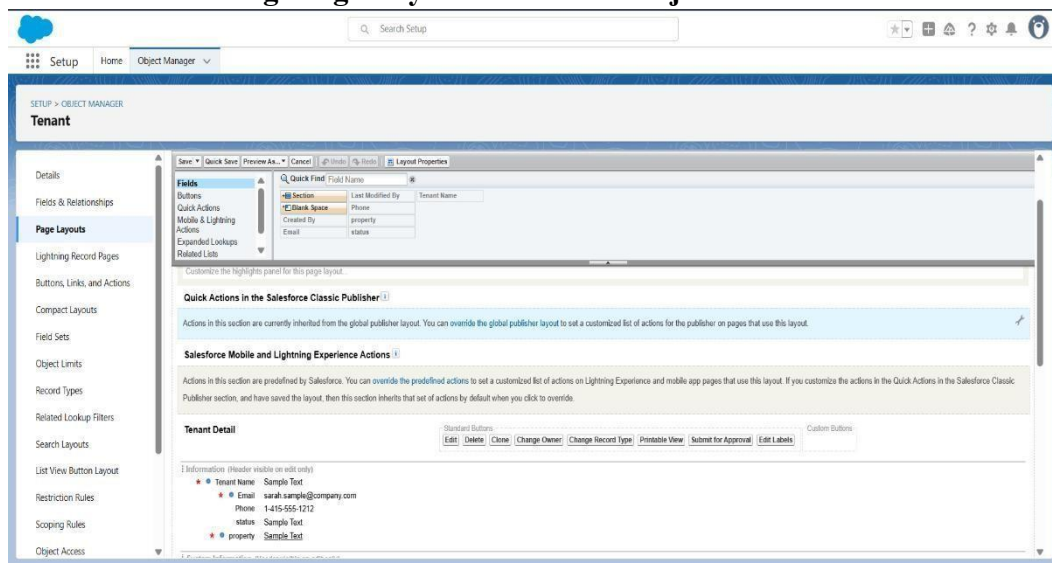 Search Setup
Setup Home Object Manager
SETUP > OBJECT MANAGER
Tenant
Details
Fields & Relationships
Page Layouts
Lightning Record Pages
Buttons, Links, and Actions
Compact Layouts
Field Sets
Object Limits
Record Types
Related Lookup Filters
Search Layouts
List View Button Layout
Restriction Rules
Scoping Rules
Object Access
Save Quick Save Preview As... Cancel Undo Redo Layout Properties
Fields
Buttons
Quick Actions
Mobile & Lightning
Actions
Expanded Lookups
Related Lists
Quick Find Field Name
Section Last Modified By Tenant Name
Blank Space Phone
Created By property
Email status
Customize the highlights panel for this page layout...
Quick Actions in the Salesforce Classic Publisher
Actions in this section are currently inherited from the global publisher layout. You can override the global publisher layout to set a customized list of actions for the publisher on pages that use this layout.
Salesforce Mobile and Lightning Experience Actions
Actions in this section are predefined by Salesforce. You can override the predefined actions to set a customized list of actions on Lightning Experience and mobile app pages that use this layout. If you customize the actions in the Quick Actions in the Salesforce Classic
Publisher section, and have saved the layout, then this section inherits that set of actions by default when you click to override.
Tenant Detail
Standard Buttons
Edit Delete Clone Change Owner Change Record Type Printable View Submit for Approval Edit Labels
Custom Buttons
Information (Header visible on edit only)
* Tenant Name Sample Text
* Email sarah.sample@company.com
Phone 1-415-555-1212
status Sample Text
* property Sample Text